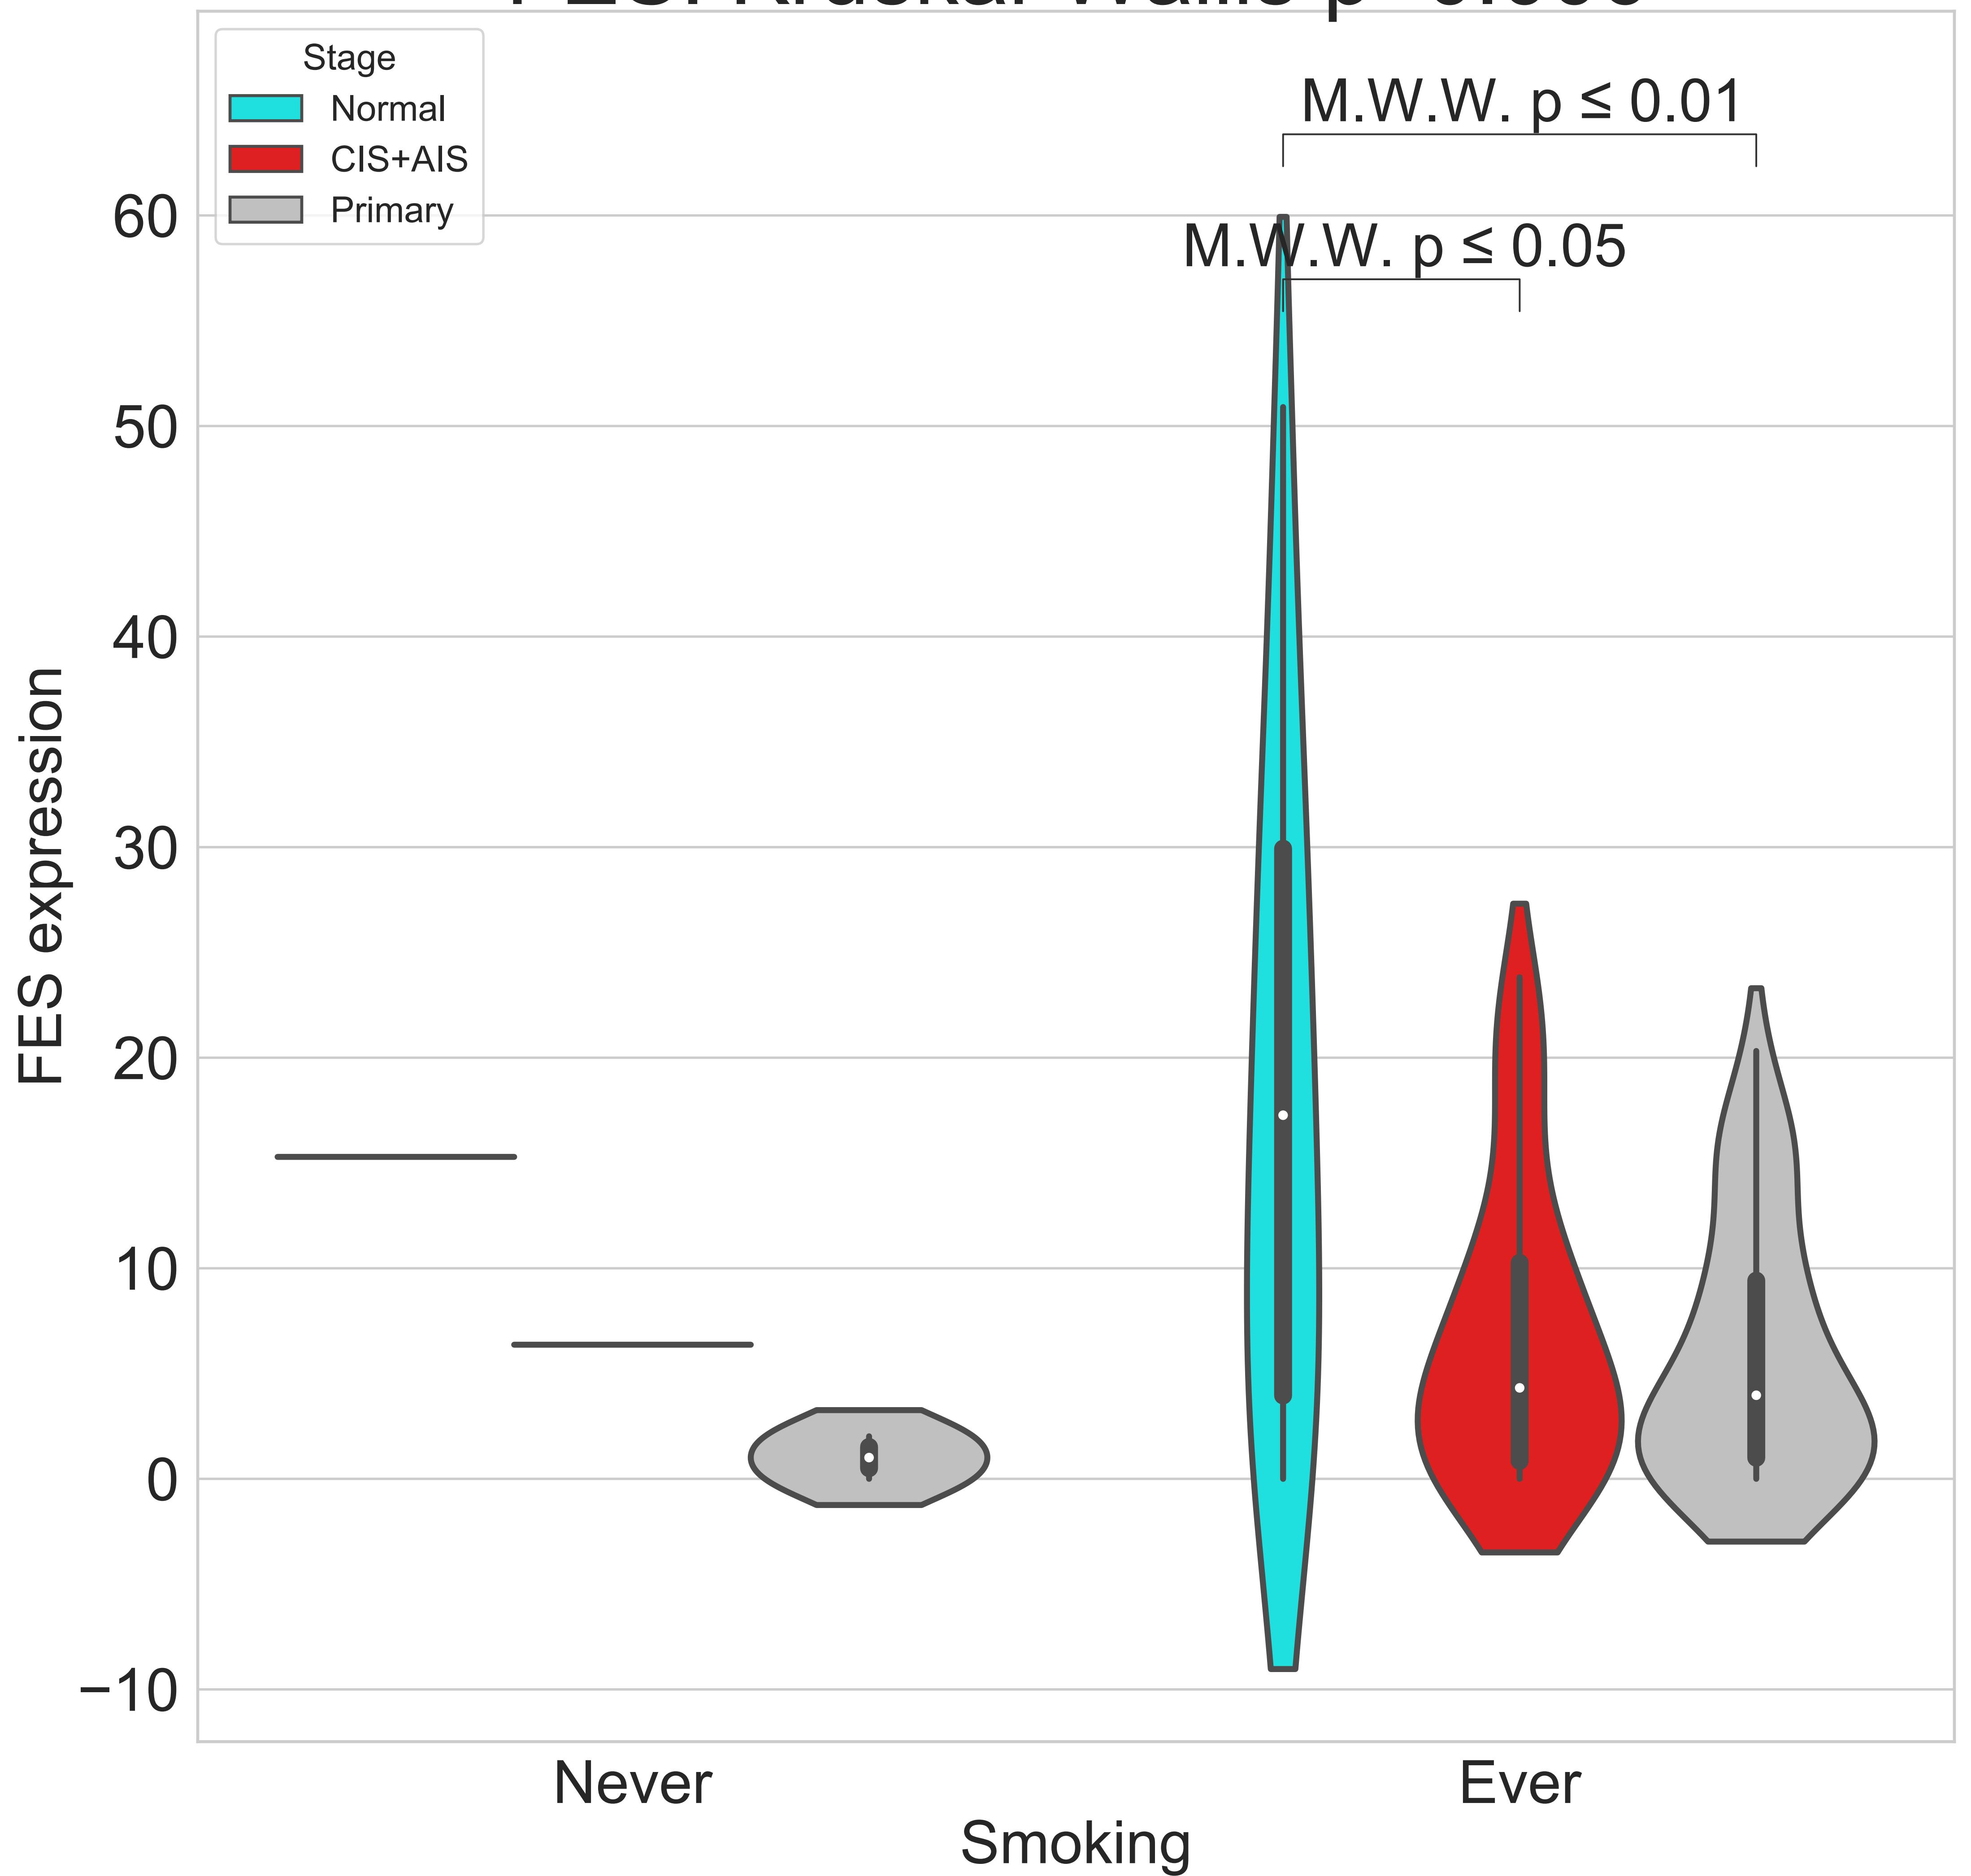 Stage
Normal
CIS+AIS
Primary
M.W.W. p ≤ 0.01
M.W.W. p ≤ 0.05
60
50
40
30
20
10
0
−10
FES expression
Never
Ever
Smoking